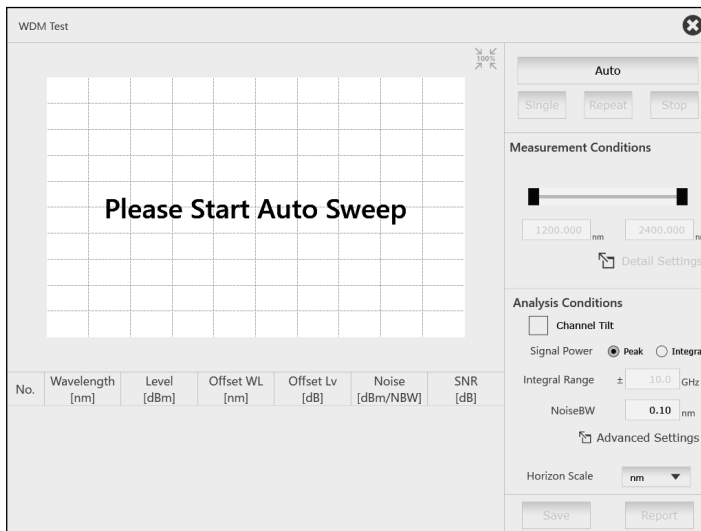 WDM Test
100%
Please Start Auto Sweep
No.
Wavelength [nm]
Level [dBm]
Offset WL [nm]
Offset Lv [dB]
Noise [dBm/NBW]
SNR [dB]
Auto
Single Repeat Stop
Measurement Conditions
1200.000 nm 2400.000 n
Detail Settings
Analysis Conditions
Channel Tilt
Signal Power Peak Integra
Integral Range ± 10.0 GHz
NoiseBW 0.10 nm
Advanced Settings
Horizon Scale nm
Save Report